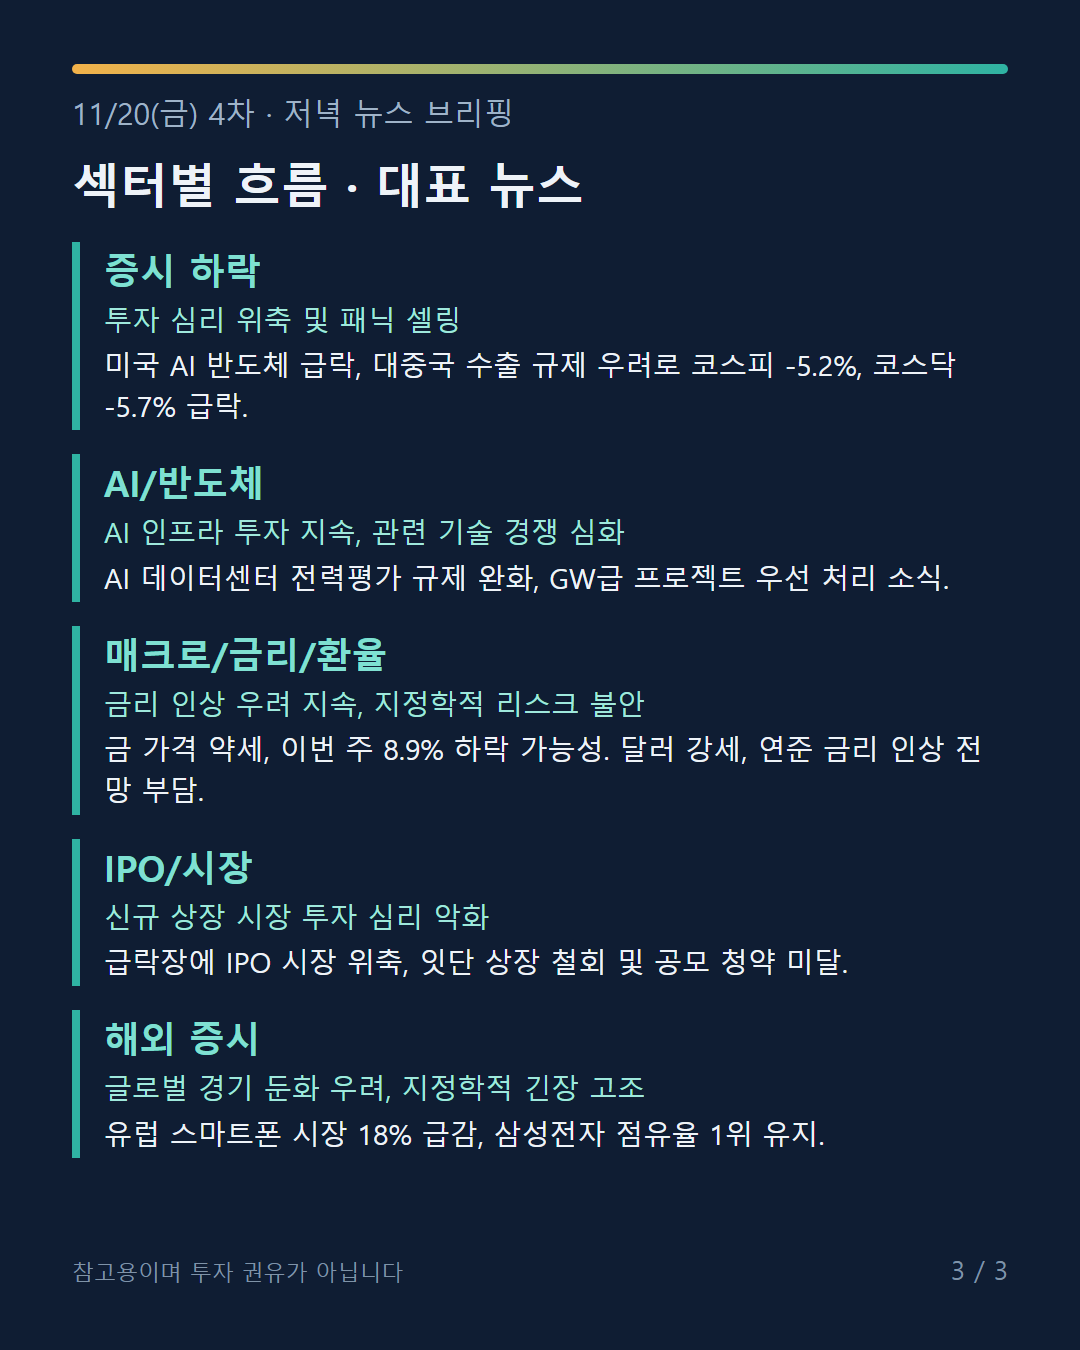 11/20(금) 4차 · 저녁 뉴스 브리핑
섹터별 흐름 · 대표 뉴스
증시 하락
투자 심리 위축 및 패닉 셀링
미국 AI 반도체 급락, 대중국 수출 규제 우려로 코스피 -5.2%, 코스닥
-5.7% 급락.
AI/반도체
AI 인프라 투자 지속, 관련 기술 경쟁 심화
AI 데이터센터 전력평가 규제 완화, GW급 프로젝트 우선 처리 소식.
매크로/금리/환율
금리 인상 우려 지속, 지정학적 리스크 불안
금 가격 약세, 이번 주 8.9% 하락 가능성. 달러 강세, 연준 금리 인상 전
망 부담.
IPO/시장
신규 상장 시장 투자 심리 악화
급락장에 IPO 시장 위축, 잇단 상장 철회 및 공모 청약 미달.
해외 증시
글로벌 경기 둔화 우려, 지정학적 긴장 고조
유럽 스마트폰 시장 18% 급감, 삼성전자 점유율 1위 유지.
참고용이며 투자 권유가 아닙니다
3 / 3